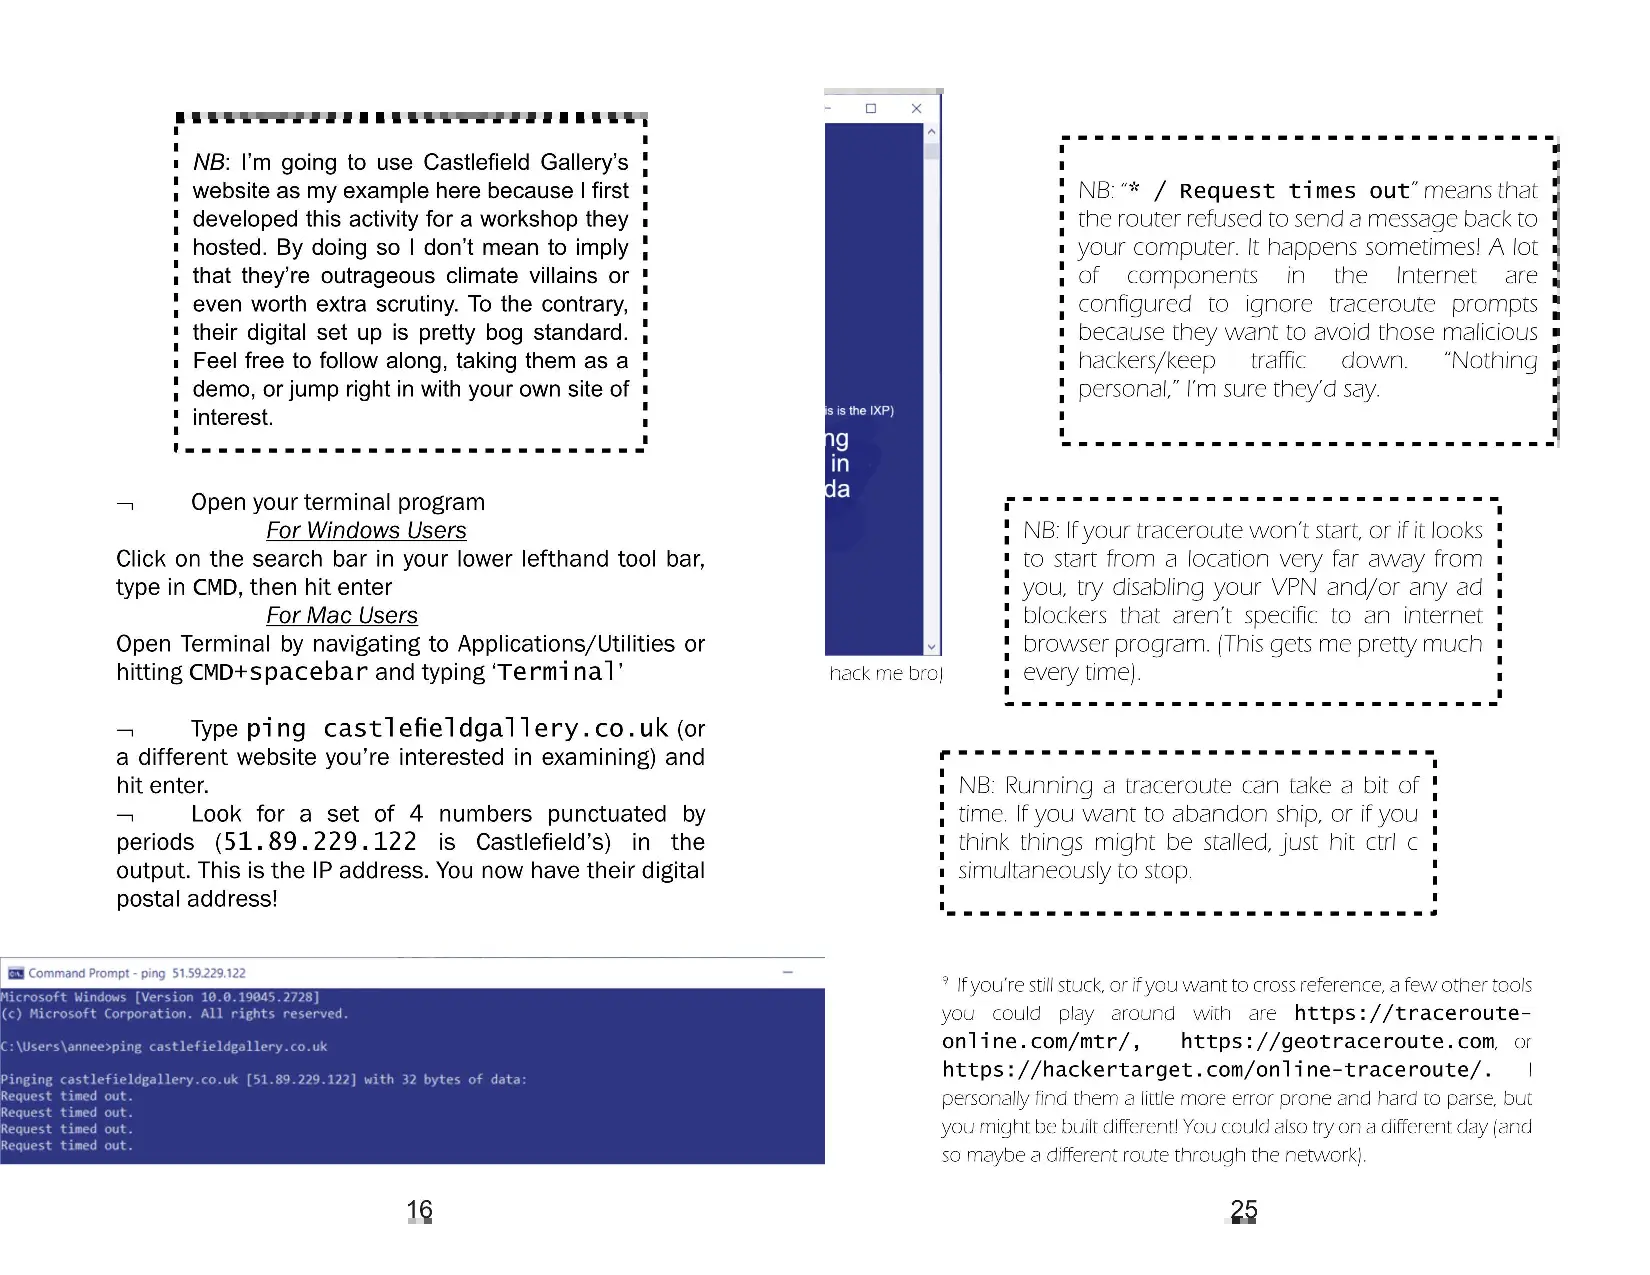 NB: I’m going to use Castlefield Gallery’s
website as my example here because I first
developed this activity for a workshop they
hosted. By doing so I don’t mean to imply
that they’re outrageous climate villains or
even worth extra scrutiny. To the contrary,
their digital set up is pretty bog standard.
Feel free to follow along, taking them as a
demo, or jump right in with your own site of
interest.
¬ Open your terminal program
For Windows Users
Click on the search bar in your lower lefthand tool bar,
type in CMD, then hit enter
For Mac Users
Open Terminal by navigating to Applications/Utilities or
hitting CMD+spacebar and typing ‘Terminal’
¬ Type ping castlefieldgallery.co.uk (or
a different website you’re interested in examining) and
hit enter.
¬ Look for a set of 4 numbers punctuated by
periods (51.89.229.122 is Castlefield’s) in the
output. This is the IP address. You now have their digital
postal address!
Command Prompt - ping 51.59.229.122
Microsoft Windows [Version 10.0.19045.2728]
(c) Microsoft Corporation. All rights reserved.
C:\Users\annee>ping castlefieldgallery.co.uk
Pinging castlefieldgallery.co.uk [51.89.229.122] with 32 bytes of data:
Request timed out.
Request timed out.
Request timed out.
Request timed out.
16
is is the IXP)
ng
in
da
hack me bro)
NB: “* / Request times out” means that
the router refused to send a message back to
your computer. It happens sometimes! A lot
of components in the Internet are
configured to ignore traceroute prompts
because they want to avoid those malicious
hackers/keep traffic down. “Nothing
personal,” I’m sure they’d say.
NB: If your traceroute won’t start, or if it looks
to start from a location very far away from
you, try disabling your VPN and/or any ad
blockers that aren’t specific to an internet
browser program. (This gets me pretty much
every time).
NB: Running a traceroute can take a bit of
time. If you want to abandon ship, or if you
think things might be stalled, just hit ctrl c
simultaneously to stop.
9 If you’re still stuck, or if you want to cross reference, a few other tools
you could play around with are https://traceroute-
online.com/mtr/, https://geotraceroute.com, or
https://hackertarget.com/online-traceroute/. I
personally find them a little more error prone and hard to parse, but
you might be built different! You could also try on a different day (and
so maybe a different route through the network).
25